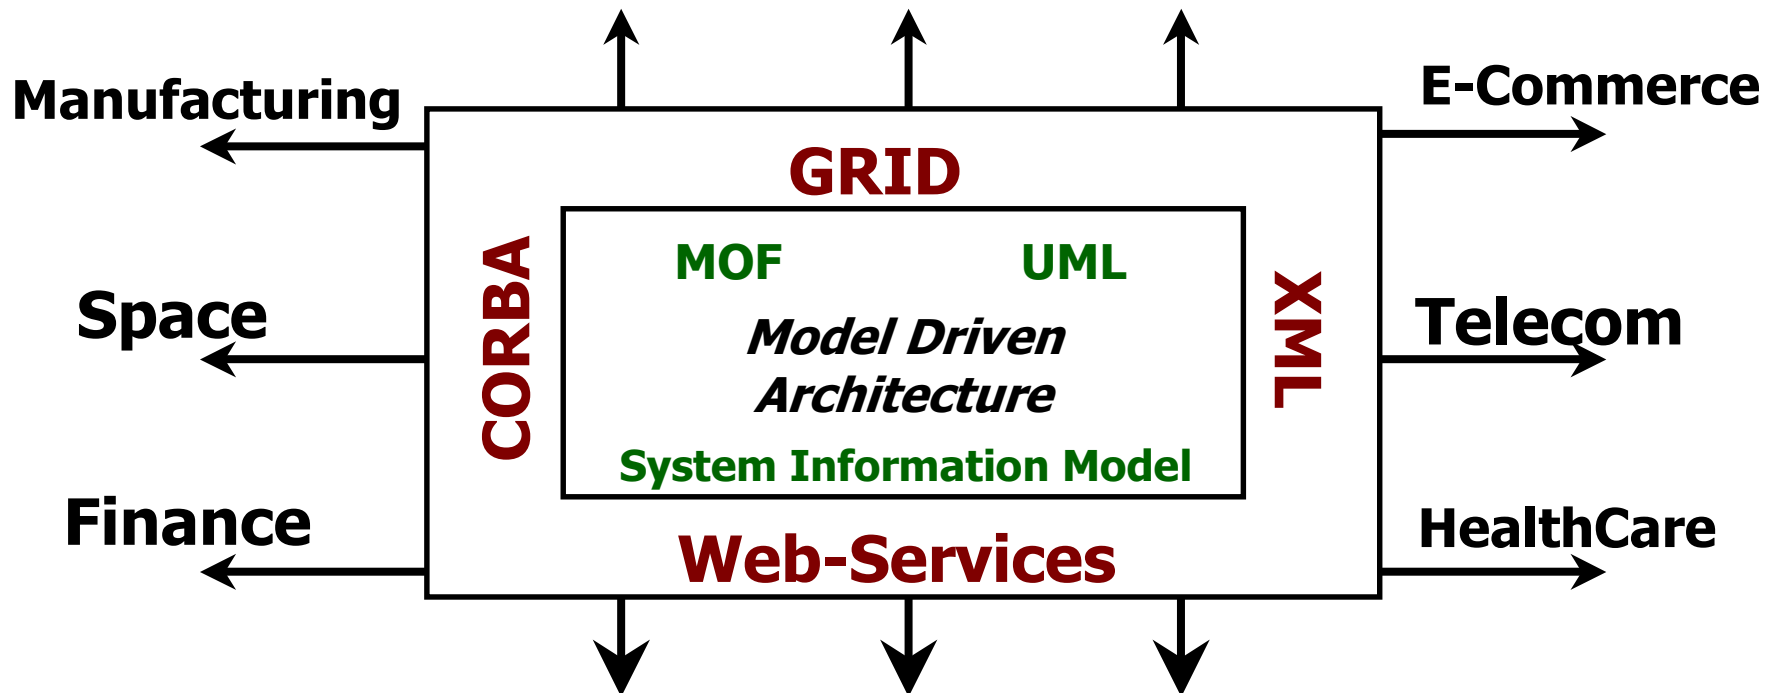 Manufacturing
E-Commerce
GRID
MOF
UML
CORBA
XML
Space
Model Driven
Architecture
Telecom
System Information Model
Finance
Web-Services
HealthCare